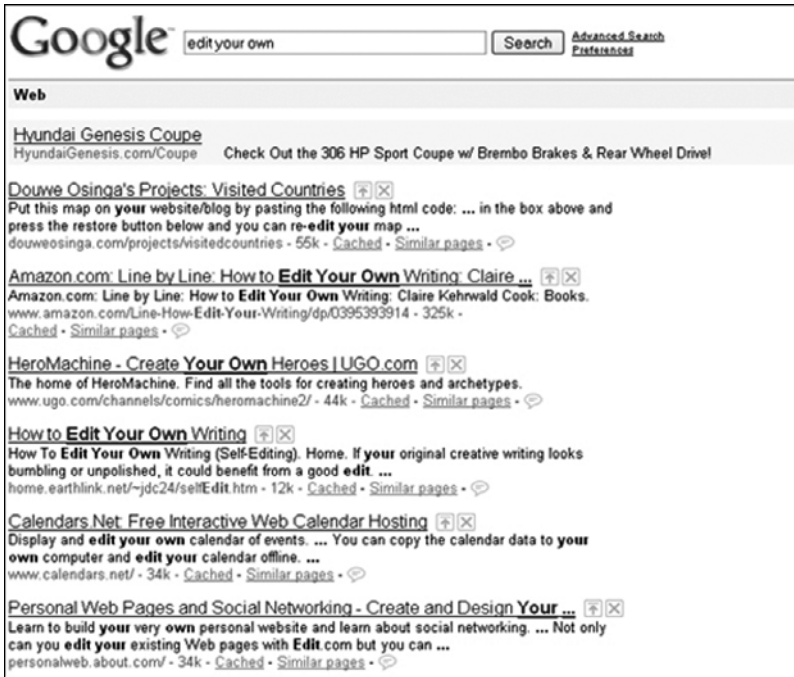 Google edit your own Search Advanced Search
Preferences
Web
Hyundai Genesis Coupe
HyundaiGenesis.com/Coupe Check Out the 306 HP Sport Coupe w/ Brembo Brakes & Rear Wheel Drive!
Douwe Osinga's Projects: Visited Countries
Put this map on your website/blog by pasting the following html code: ... in the box above and
press the restore button below and you can re-edit your map ...
douweosinga.com/projects/visitedcountries - 55k - Cached - Similar pages -
Amazon.com: Line by Line: How to Edit Your Own Writing: Claire ...
Amazon.com: Line by Line: How to Edit Your Own Writing: Claire Kehrwald Cook: Books.
www.amazon.com/Line-How-Edit-Your-Writing/dp/0395393914 - 325k -
Cached - Similar pages -
HeroMachine - Create Your Own Heroes | UGO.com
The home of HeroMachine. Find all the tools for creating heroes and archetypes.
www.ugo.com/channels/comics/heromachine2/ - 44k - Cached - Similar pages -
How to Edit Your Own Writing
How To Edit Your Own Writing (Self-Editing). Home. If your original creative writing looks
bumbling or unpolished, it could benefit from a good edit. ...
home.earthlink.net/~jdc24/selfEdit.htm - 12k - Cached - Similar pages -
Calendars.Net: Free Interactive Web Calendar Hosting
Display and edit your own calendar of events. ... You can copy the calendar data to your
own computer and edit your calendar offline. ...
www.calendars.net/ - 34k - Cached - Similar pages -
Personal Web Pages and Social Networking - Create and Design Your ...
Learn to build your very own personal website and learn about social networking. ... Not only
can you edit your existing Web pages with Edit.com but you can ...
personalweb.about.com/ - 34k - Cached - Similar pages -